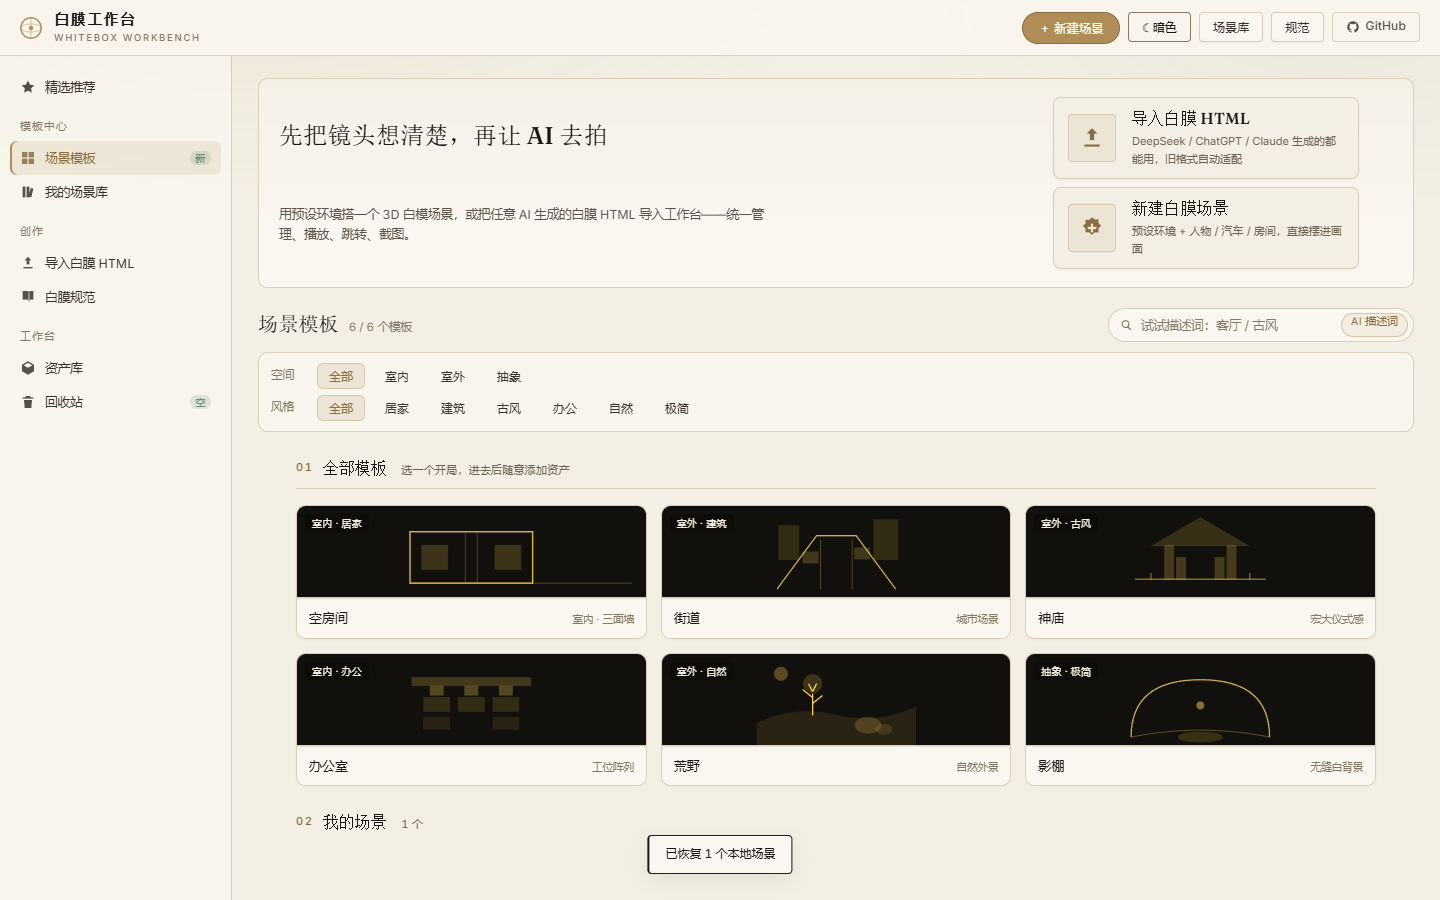 白膜工作台
WHITEBOX WORKBENCH
+ 新建场景
暗色
场景库
规范
GitHub
精选推荐
模板中心
场景模板
新
我的场景库
创作
导入白膜 HTML
白膜规范
工作台
资产库
回收站
空
先把镜头想清楚，再让 AI 去拍
用预设环境搭一个 3D 白模场景，或把任意 AI 生成的白膜 HTML 导入工作台——统一管
理、播放、跳转、截图。
导入白膜 HTML
DeepSeek / ChatGPT / Claude 生成的都
能用，旧格式自动适配
新建白膜场景
预设环境 + 人物 / 汽车 / 房间，直接摆进画
面
场景模板
6 / 6 个模板
试试描述词：客厅 / 古风
AI 描述词
空间
全部
室内
室外
抽象
风格
全部
居家
建筑
古风
办公
自然
极简
01
全部模板
选一个开局，进去后随意添加资产
室内 · 居家
空房间
室内 · 三面墙
室外 · 建筑
街道
城市场景
室外 · 古风
神庙
宏大仪式感
室内 · 办公
办公室
工位阵列
室外 · 自然
荒野
自然外景
抽象 · 极简
影棚
无缝白背景
02
我的场景
1 个
已恢复 1 个本地场景